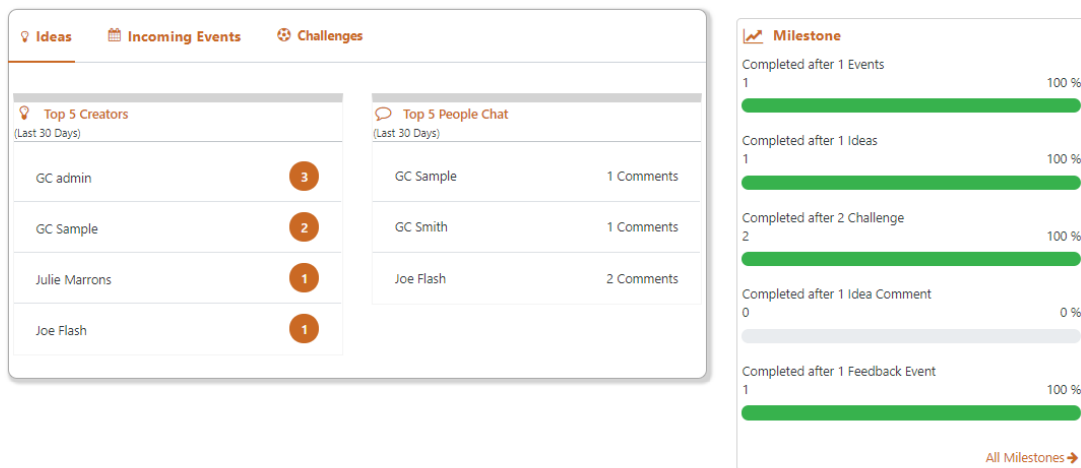 Ideas Incoming Events Challenges
Top 5 Creators
(Last 30 Days)
GC admin 3
GC Sample 2
Julie Marrons 1
Joe Flash 1
Top 5 People Chat
(Last 30 Days)
GC Sample 1 Comments
GC Smith 1 Comments
Joe Flash 2 Comments
Milestone
Completed after 1 Events
1 100 %
Completed after 1 Ideas
1 100 %
Completed after 2 Challenge
2 100 %
Completed after 1 Idea Comment
0 0 %
Completed after 1 Feedback Event
1 100 %
All Milestones